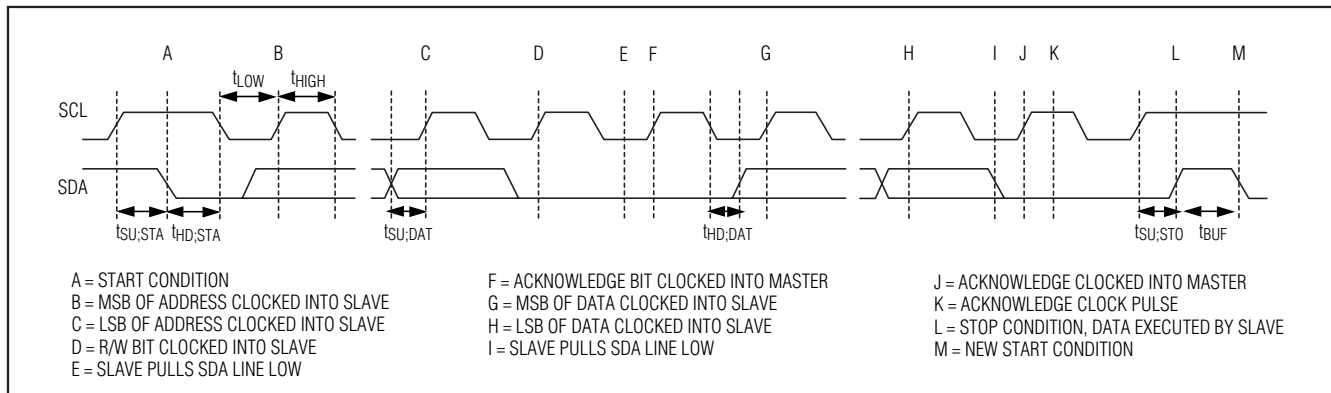 A B C D E F G H I J K L M
tLOW tHIGH
SCL
SDA
tSU;STA tHD;STA tSU;DAT tHD;DAT tSU;STO tBUF
A = START CONDITION
B = MSB OF ADDRESS CLOCKED INTO SLAVE
C = LSB OF ADDRESS CLOCKED INTO SLAVE
D = R/W BIT CLOCKED INTO SLAVE
E = SLAVE PULLS SDA LINE LOW
F = ACKNOWLEDGE BIT CLOCKED INTO MASTER
G = MSB OF DATA CLOCKED INTO SLAVE
H = LSB OF DATA CLOCKED INTO SLAVE
I = SLAVE PULLS SDA LINE LOW
J = ACKNOWLEDGE CLOCKED INTO MASTER
K = ACKNOWLEDGE CLOCK PULSE
L = STOP CONDITION, DATA EXECUTED BY SLAVE
M = NEW START CONDITION